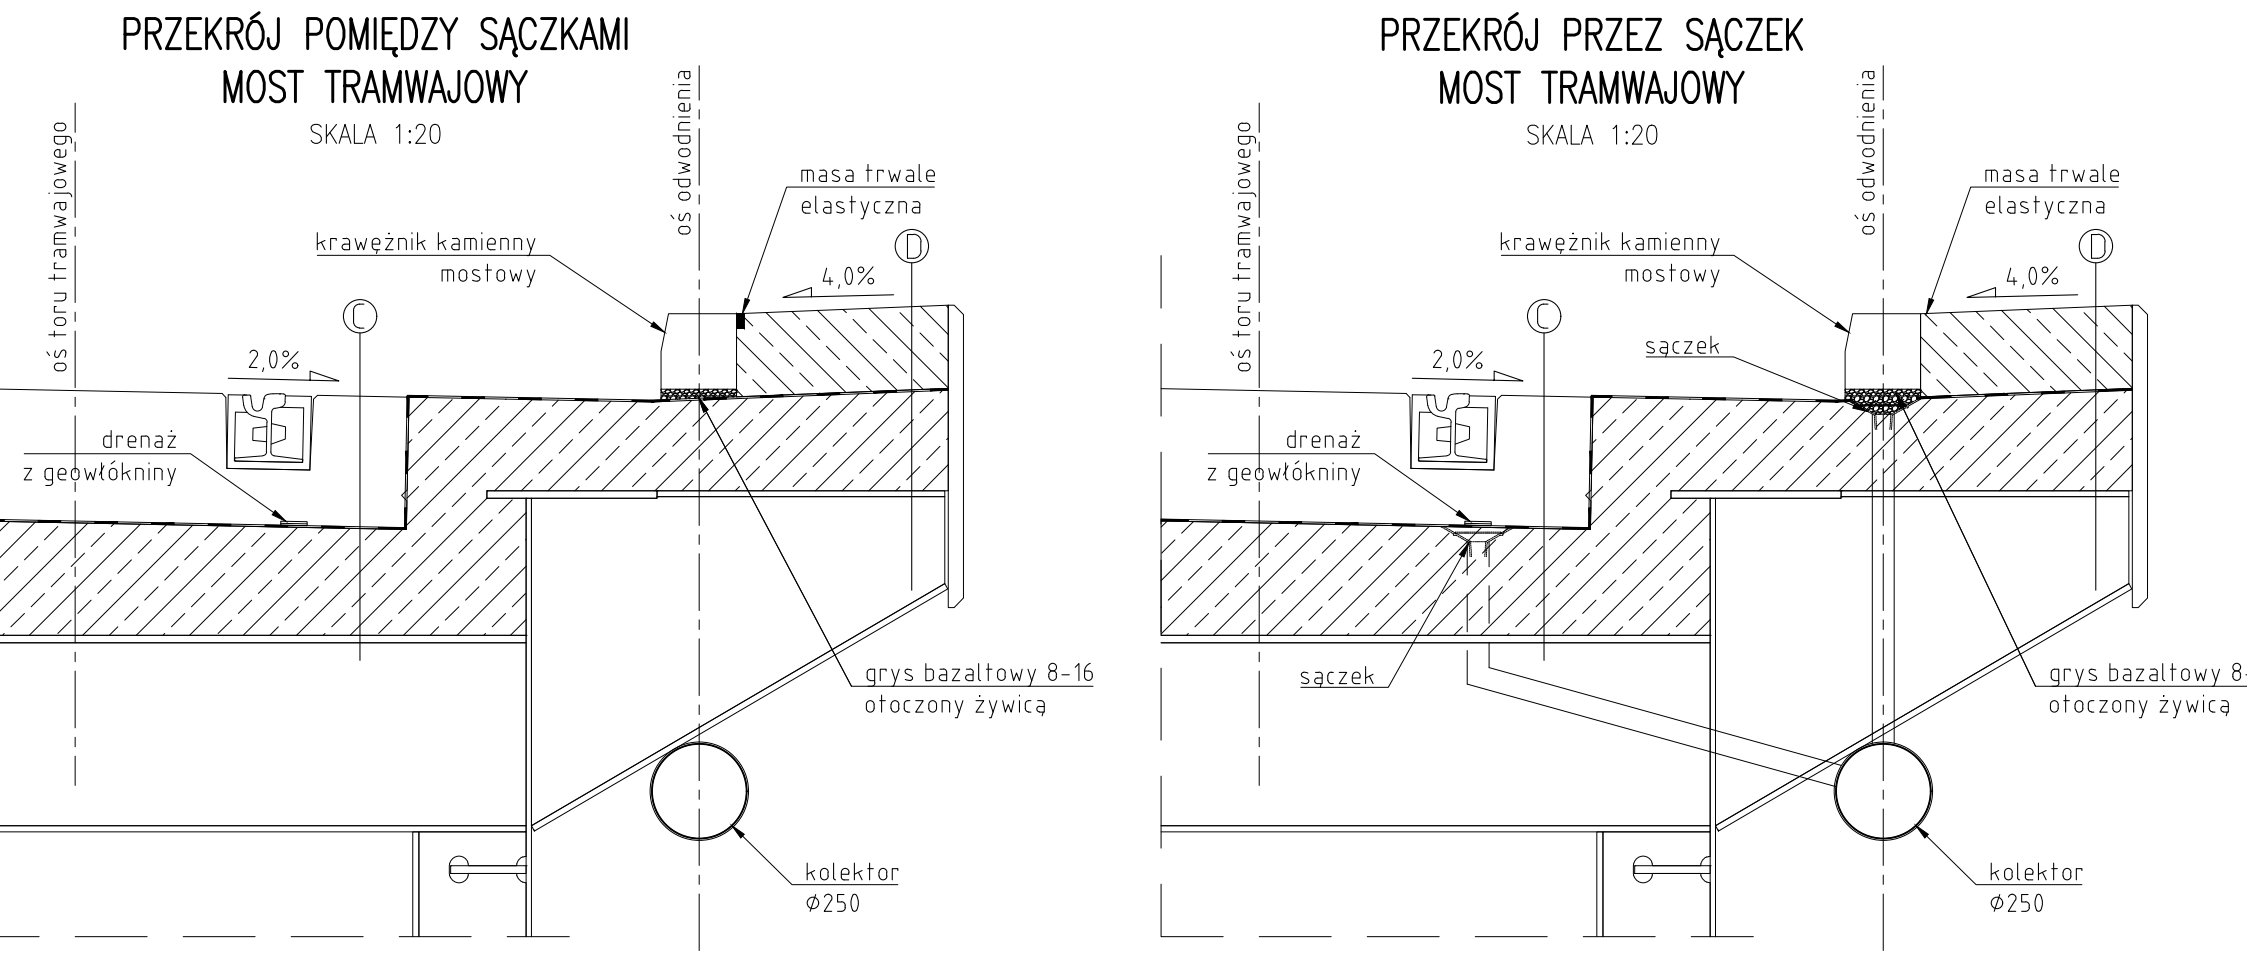 PRZEKRÓJ POMIĘDZY SĄCZKAMI
MOST TRAMWAJOWY
SKALA 1:20
oś toru tramwajowego
oś odwodnienia
masa trwale
elastyczna
krawężnik kamienny
mostowy
D
4,0%
C
2,0%
drenaż
z geowłókniny
grys bazaltowy 8-16
otoczony żywicą
kolektor
Ø250
PRZEKRÓJ PRZEZ SĄCZEK
MOST TRAMWAJOWY
SKALA 1:20
oś toru tramwajowego
oś odwodnienia
masa trwale
elastyczna
krawężnik kamienny
mostowy
D
4,0%
C
sączek
2,0%
drenaż
z geowłókniny
sączek
grys bazaltowy 8-
otoczony żywicą
kolektor
Ø250